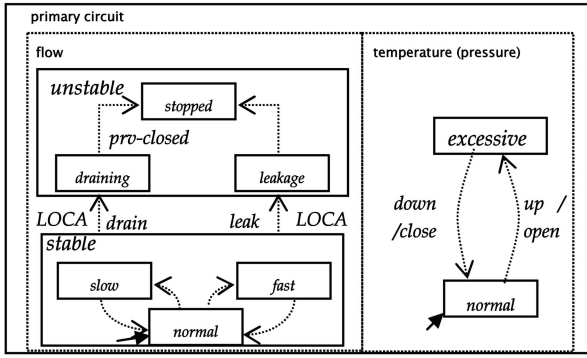 primary circuit
flow
temperature (pressure)
unstable
stopped
prv-closed
draining
leakage
LOCA drain
leak LOCA
stable
slow
fast
normal
excessive
down
/close
up /
open
normal